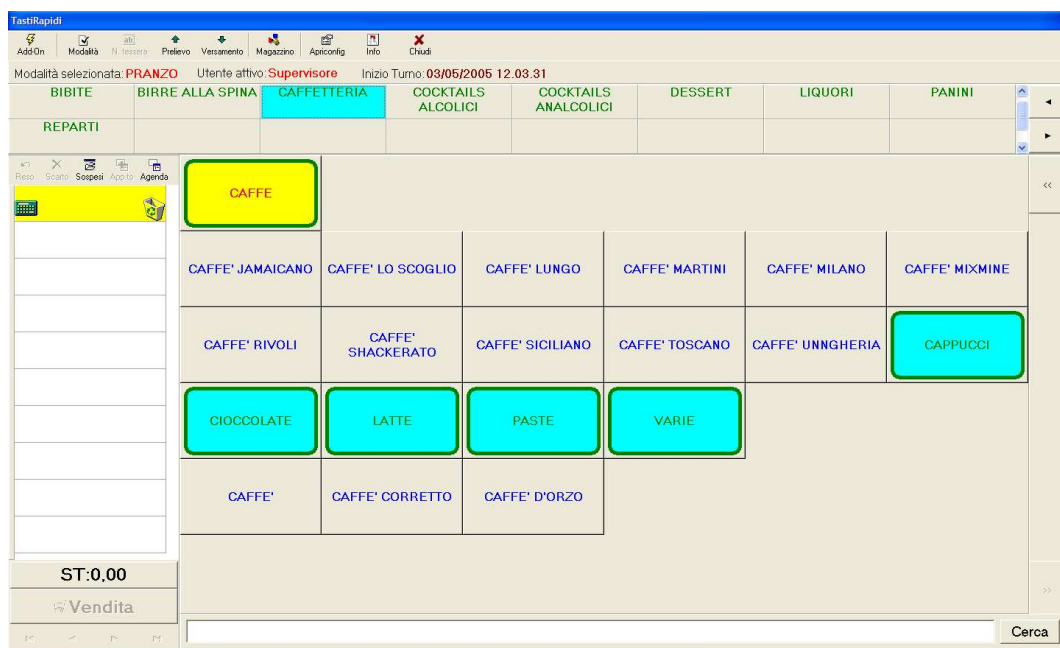 TastiRapidi
Add-On Modalità N. tessera Prelievo Versamento Magazzino Apriconfig Info Chiudi
Modalità selezionata: PRANZO Utente attivo: Supervisore Inizio Turno: 03/05/2005 12.03.31
BIBITE BIRRE ALLA SPINA CAFFETTERIA COCKTAILS ALCOLICI COCKTAILS ANALCOLICI DESSERT LIQUORI PANINI
REPARTI
Reso Scarto Sospesi App.to Agenda
CAFFE
CAFFE' JAMAICANO CAFFE' LO SCOGLIO CAFFE' LUNGO CAFFE' MARTINI CAFFE' MILANO CAFFE' MIXMINE
CAFFE' RIVOLI CAFFE' SHACKERATO CAFFE' SICILIANO CAFFE' TOSCANO CAFFE' UNNGHERIA CAPPUCCI
CIOCCOLATE LATTE PASTE VARIE
CAFFE' CAFFE' CORRETTO CAFFE' D'ORZO
ST:0,00
Vendita
Cerca